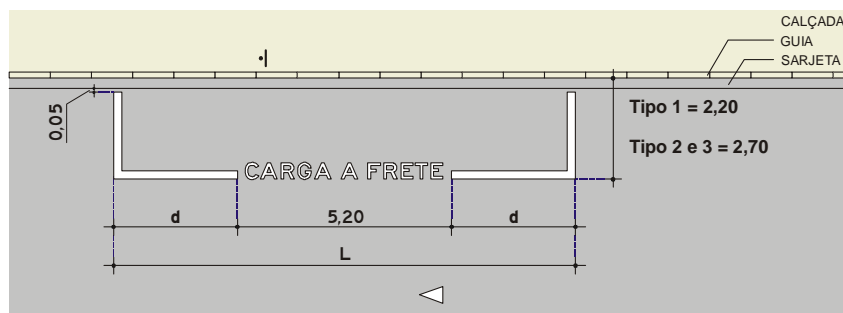 CALÇADA
GUIA
SARJETA
0,05
Tipo 1 = 2,20
Tipo 2 e 3 = 2,70
CARGA A FRETE
d
5,20
d
L